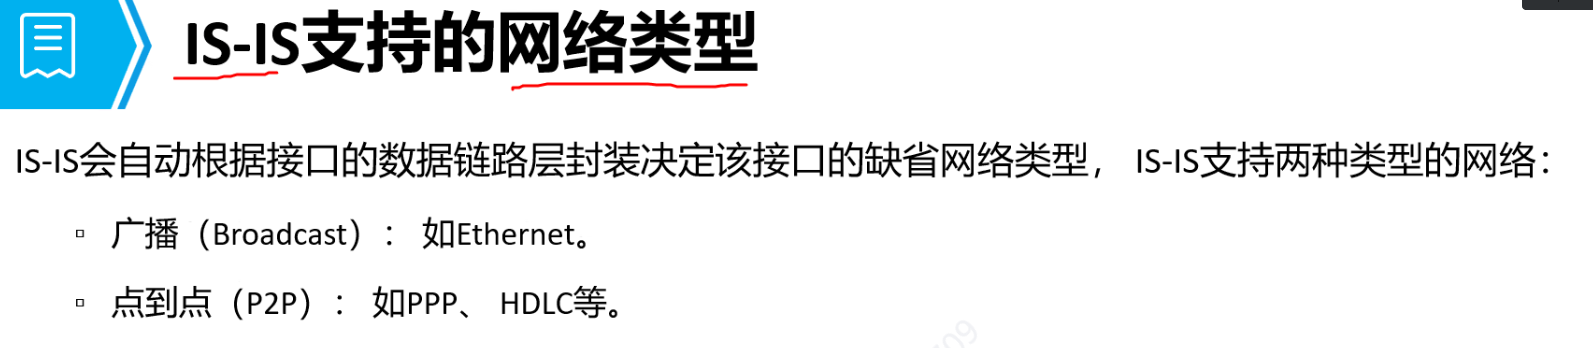 IS-IS支持的网络类型
IS-IS会自动根据接口的数据链路层封装决定该接口的缺省网络类型， IS-IS支持两种类型的网络：
▫ 广播（Broadcast）： 如Ethernet。
▫ 点到点（P2P）： 如PPP、 HDLC等。